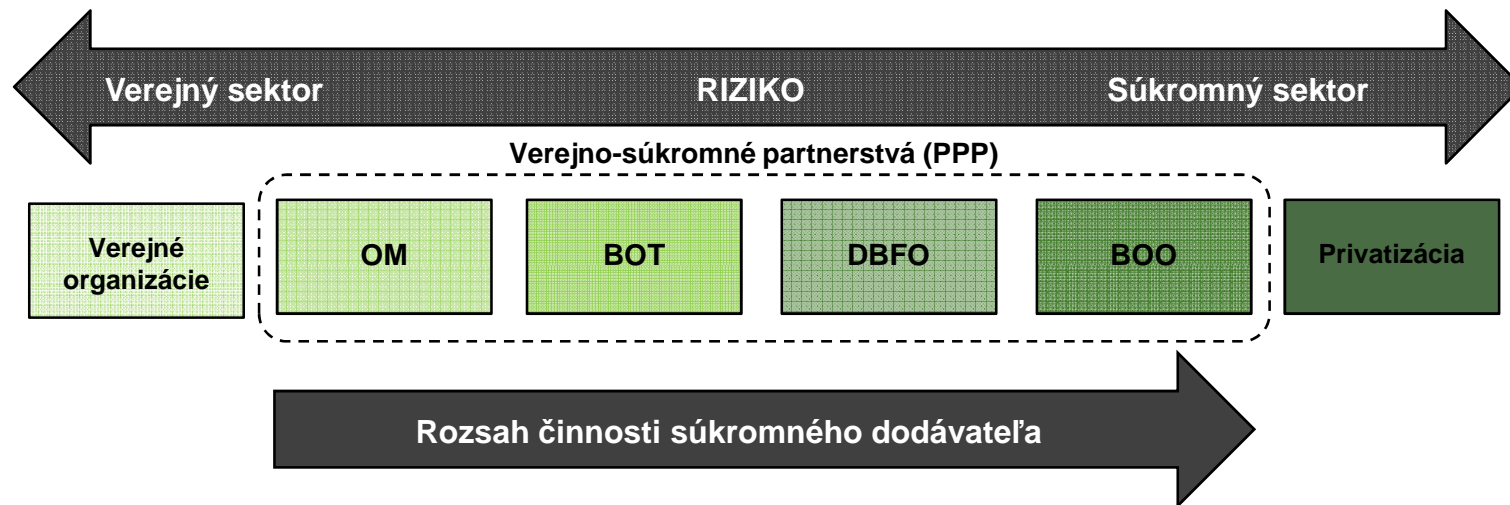 Verejný sektor RIZIKO Súkromný sektor
Verejno-súkromné partnerstvá (PPP)
Verejné
organizácie
OM
BOT
DBFO
BOO
Privatizácia
Rozsah činnosti súkromného dodávateľa